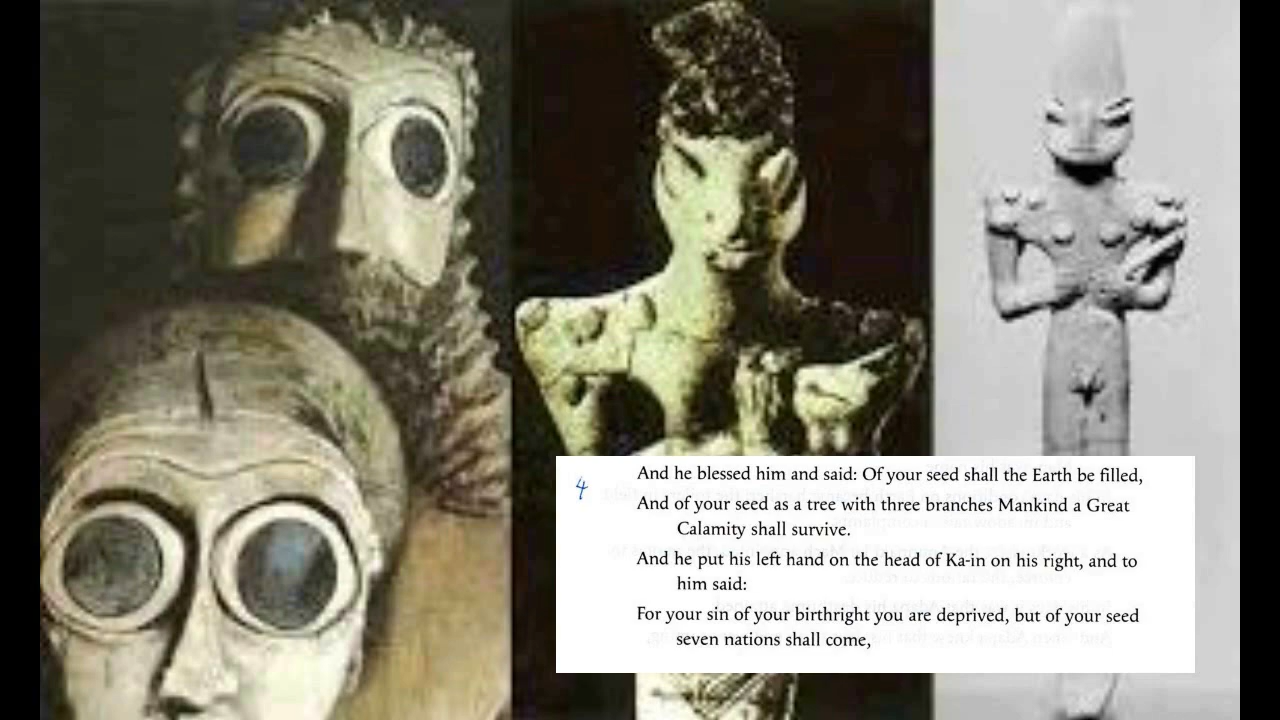 4
And he blessed him and said: Of your seed shall the Earth be filled,
And of your seed as a tree with three branches Mankind a Great
Calamity shall survive.
And he put his left hand on the head of Ka-in on his right, and to
him said:
For your sin of your birthright you are deprived, but of your seed
seven nations shall come,